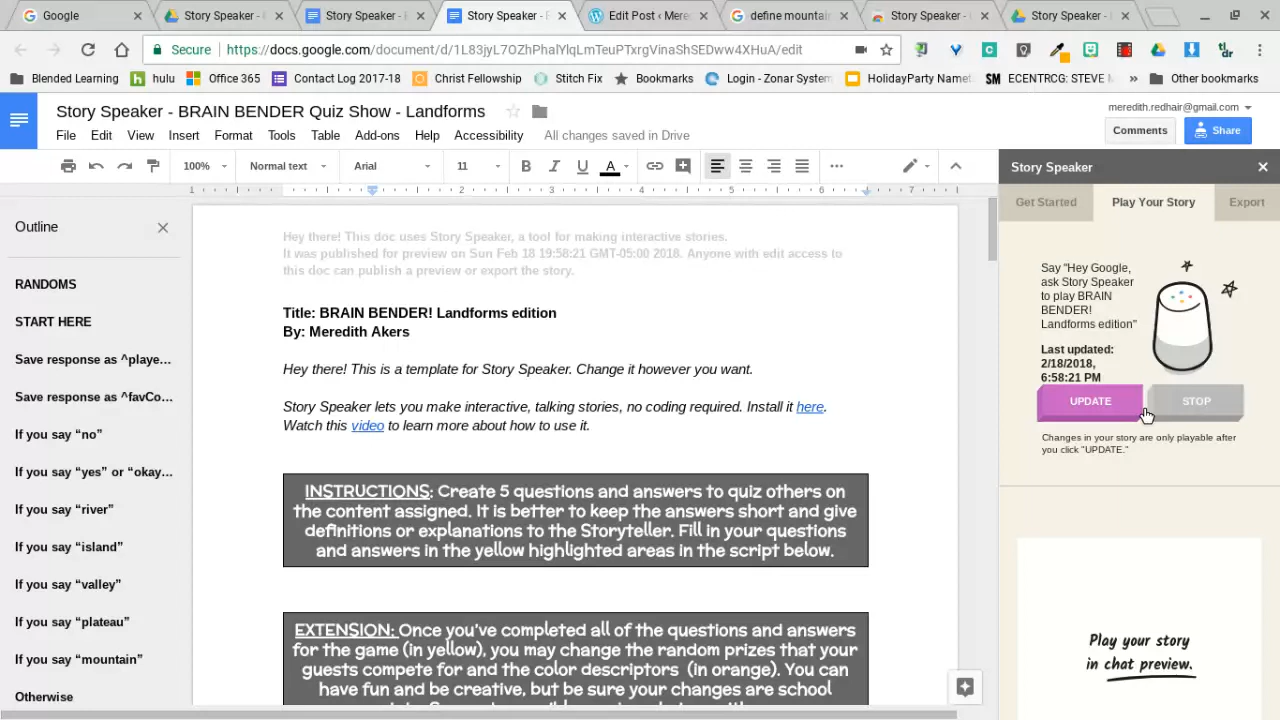 Google
Story Speaker -
Story Speaker -
Story Speaker -
Edit Post ‹ Mere
define mountai
Story Speaker -
Story Speaker -
Secure
https://docs.google.com/document/d/1L83jyL7OZhPhalYlqLmTeuPTxrgVinaShSEDww4XHuA/edit
tl;dr
Blended Learning
hulu
Office 365
Contact Log 2017-18
Christ Fellowship
Stitch Fix
Bookmarks
Login - Zonar System
HolidayParty Name
SM ECENTRCG: STEVE M
»
Other bookmarks
Story Speaker - BRAIN BENDER Quiz Show - Landforms
meredith.redhair@gmail.com
File Edit View Insert Format Tools Table Add-ons Help Accessibility All changes saved in Drive
Comments
Share
100% Normal text Arial 11 B I U A
Story Speaker
1 1 2 3 4 5 6 7
Get Started Play Your Story Export
Outline
RANDOMS
START HERE
Save response as ^playe...
Save response as ^favCo...
If you say “no”
If you say “yes” or “okay...
If you say “river”
If you say “island”
If you say “valley”
If you say “plateau”
If you say “mountain”
Otherwise
Hey there! This doc uses Story Speaker, a tool for making interactive stories.
It was published for preview on Sun Feb 18 19:58:21 GMT-05:00 2018. Anyone with edit access to
this doc can publish a preview or export the story.
Title: BRAIN BENDER! Landforms edition
By: Meredith Akers
Hey there! This is a template for Story Speaker. Change it however you want.
Story Speaker lets you make interactive, talking stories, no coding required. Install it here.
Watch this video to learn more about how to use it.
INSTRUCTIONS: Create 5 questions and answers to quiz others on
the content assigned. It is better to keep the answers short and give
definitions or explanations to the Storyteller. Fill in your questions
and answers in the yellow highlighted areas in the script below.
EXTENSION: Once you've completed all of the questions and answers
for the game (in yellow), you may change the random prizes that your
guests compete for and the color descriptors (in orange). You can
have fun and be creative, but be sure your changes are school
Say "Hey Google,
ask Story Speaker
to play BRAIN
BENDER!
Landforms edition"
Last updated:
2/18/2018,
6:58:21 PM
UPDATE
STOP
Changes in your story are only playable after
you click "UPDATE."
Play your story
in chat preview.